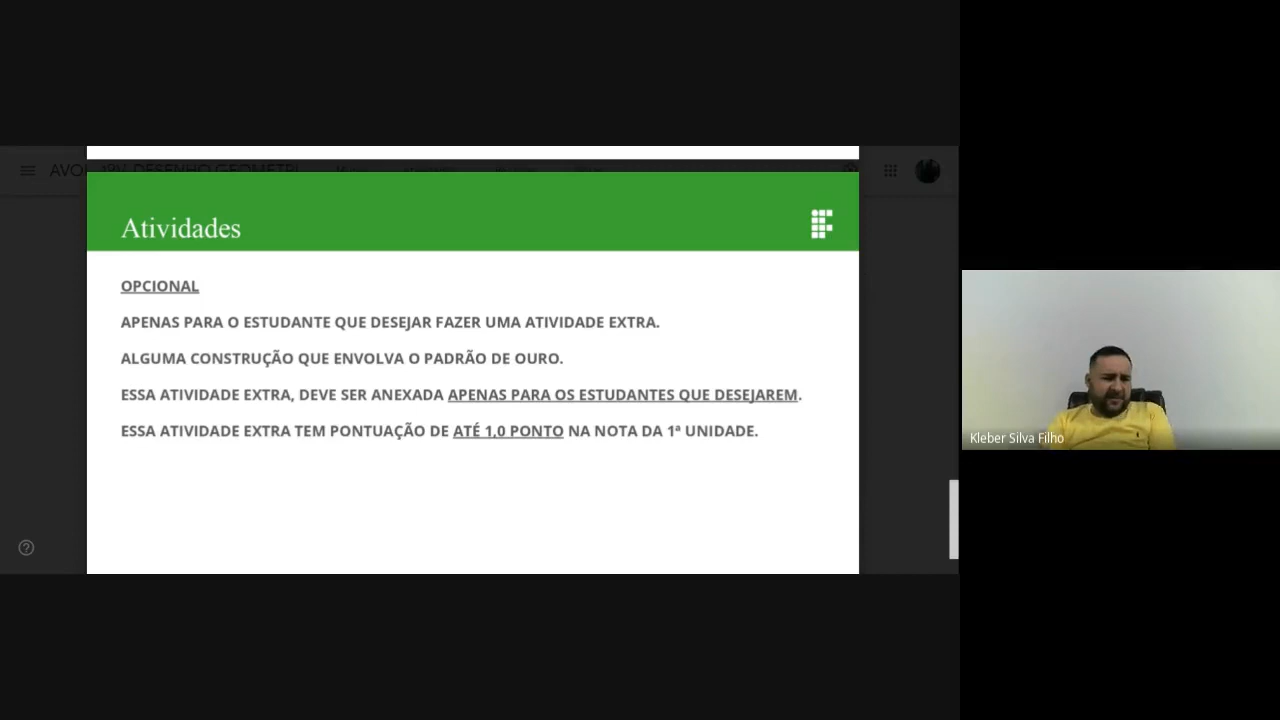 Atividades
OPCIONAL
APENAS PARA O ESTUDANTE QUE DESEJAR FAZER UMA ATIVIDADE EXTRA.
ALGUMA CONSTRUÇÃO QUE ENVOLVA O PADRÃO DE OURO.
ESSA ATIVIDADE EXTRA, DEVE SER ANEXADA APENAS PARA OS ESTUDANTES QUE DESEJAREM.
ESSA ATIVIDADE EXTRA TEM PONTUAÇÃO DE ATÉ 1,0 PONTO NA NOTA DA 1ª UNIDADE.
Kleber Silva Filho